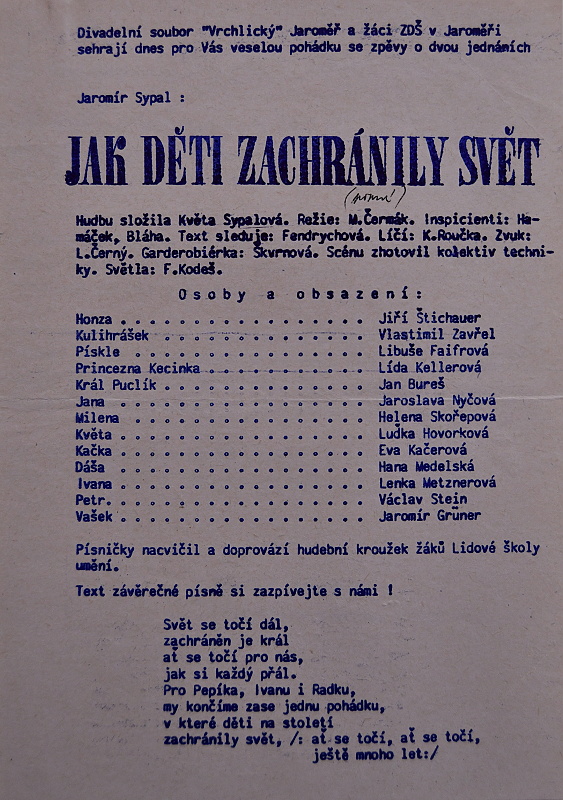 Divadelní soubor "Vrchlický" Jaroměř a žáci ZDŠ v Jaroměři
sehrají dnes pro Vás veselou pohádku se zpěvy o dvou jednáních
Jaromír Sypal :
JAK DĚTI ZACHRÁNILY SVĚT
Hudbu složila Květa Sypalová. Režie: M.Čermák. Inspicienti: Ha-
máček, Bláha. Text sleduje: Fendrychová. Líčí: K.Roučka. Zvuk:
L.Černý. Garderobiérka: Škvrnová. Scénu zhotovil kolektiv techni-
ky. Světla: F.Kodeš.
Osoby a obsazení:
Honza . . . . . . . . . . . . . . . . Jiří Štichauer
Kulihrášek . . . . . . . . . . . . . . Vlastimil Zavřel
Pískle . . . . . . . . . . . . . . . . Libuše Faifrová
Princezna Kecinka . . . . . . . . . . . Lída Kellerová
Král Puclík . . . . . . . . . . . . . . Jan Bureš
Jana . . . . . . . . . . . . . . . . . Jaroslava Nyčová
Milena . . . . . . . . . . . . . . . . Helena Skořepová
Květa . . . . . . . . . . . . . . . . . Luďka Hovorková
Kačka . . . . . . . . . . . . . . . . . Eva Kačerová
Dáša . . . . . . . . . . . . . . . . . Hana Medelská
Ivana . . . . . . . . . . . . . . . . . Lenka Metznerová
Petr. . . . . . . . . . . . . . . . . . Václav Stein
Vašek . . . . . . . . . . . . . . . . . Jaromír Grüner
Písničky nacvičil a doprovází hudební kroužek žáků Lidové školy
umění.
Text závěrečné písně si zazpívejte s námi !
Svět se točí dál,
zachráněn je král
ať se točí pro nás,
jak si každý přál.
Pro Pepíka, Ivanu i Radku,
my končíme zase jednu pohádku,
v které děti na století
zachránily svět, /: ať se točí, ať se točí,
ještě mnoho let:/